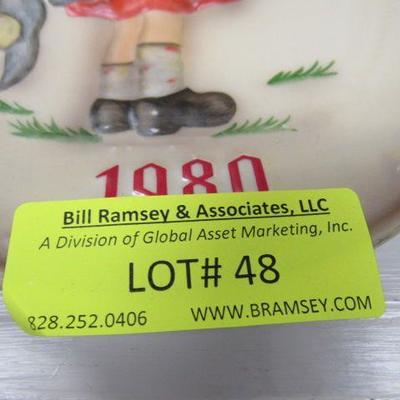 1980
Bill Ramsey & Associates, LLC
A Division of Global Asset Marketing, Inc.
LOT# 48
828.252.0406 WWW.BRAMSEY.COM